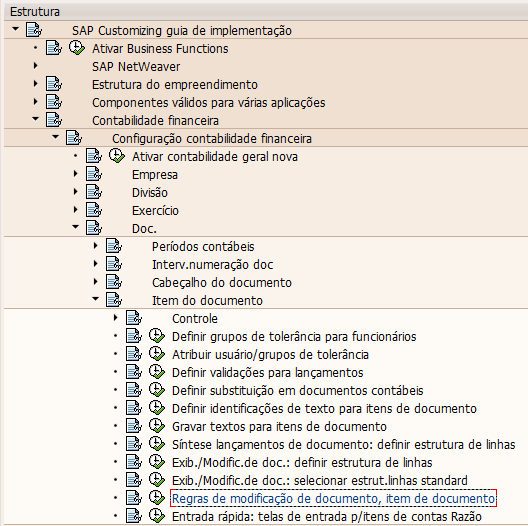 Estrutura
SAP Customizing guia de implementação
Ativar Business Functions
SAP NetWeaver
Estrutura do empreendimento
Componentes válidos para várias aplicações
Contabilidade financeira
Configuração contabilidade financeira
Ativar contabilidade geral nova
Empresa
Divisão
Exercício
Doc.
Períodos contábeis
Interv.numeração doc
Cabeçalho do documento
Item do documento
Controle
Definir grupos de tolerância para funcionários
Atribuir usuário/grupos de tolerância
Definir validações para lançamentos
Definir substituição em documentos contábeis
Definir identificações de texto para itens de documento
Gravar textos para itens de documento
Síntese lançamentos de documento: definir estrutura de linhas
Exib./Modific.de doc.: definir estrutura de linhas
Exib./Modific.de doc.: selecionar estrut.linhas standard
Regras de modificação de documento, item de documento
Entrada rápida: telas de entrada p/itens de contas Razão